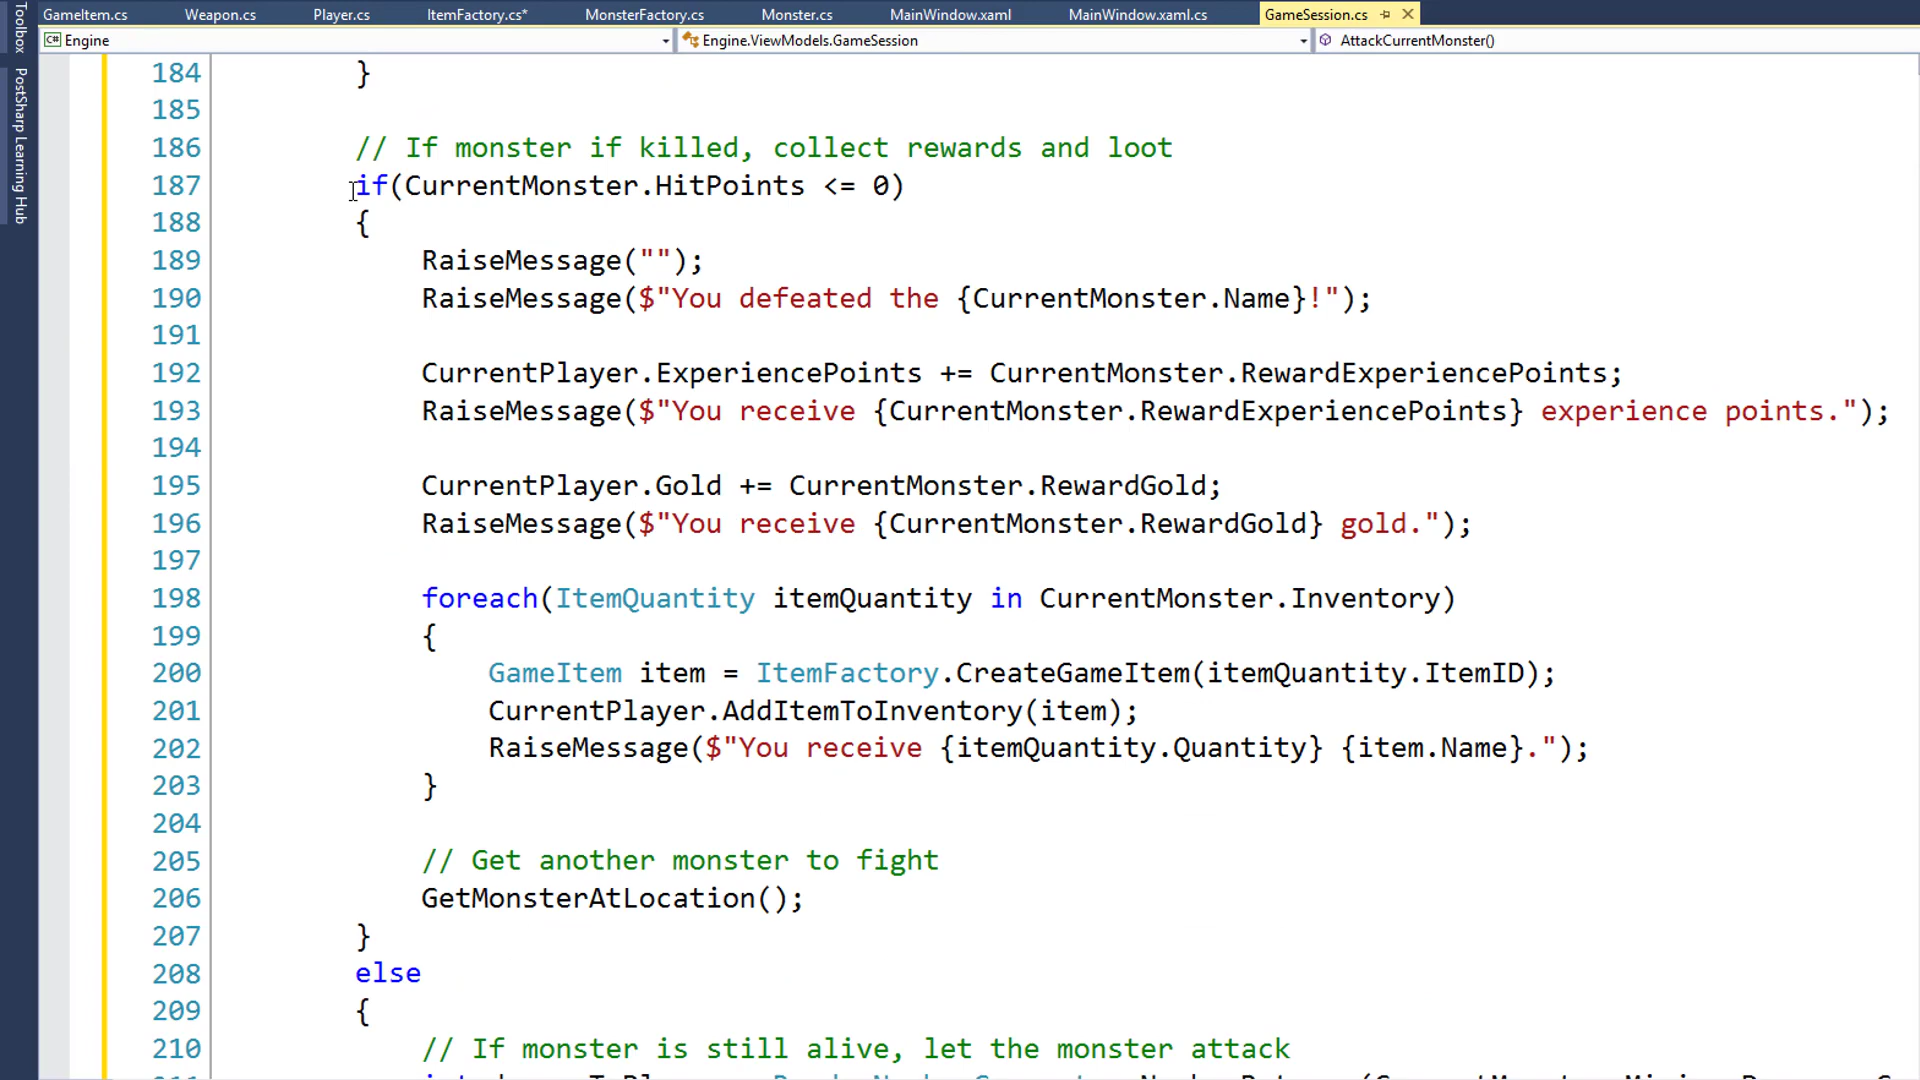 GameItem.cs Weapon.cs Player.cs ItemFactory.cs* MonsterFactory.cs Monster.cs MainWindow.xaml MainWindow.xaml.cs GameSession.cs
C# Engine Engine.ViewModels.GameSession AttackCurrentMonster()
Toolbox
PostSharp Learning Hub
184 }
185
186 // If monster if killed, collect rewards and loot
187 if(CurrentMonster.HitPoints <= 0)
188 {
189 RaiseMessage("");
190 RaiseMessage($"You defeated the {CurrentMonster.Name}!");
191
192 CurrentPlayer.ExperiencePoints += CurrentMonster.RewardExperiencePoints;
193 RaiseMessage($"You receive {CurrentMonster.RewardExperiencePoints} experience points.");
194
195 CurrentPlayer.Gold += CurrentMonster.RewardGold;
196 RaiseMessage($"You receive {CurrentMonster.RewardGold} gold.");
197
198 foreach(ItemQuantity itemQuantity in CurrentMonster.Inventory)
199 {
200 GameItem item = ItemFactory.CreateGameItem(itemQuantity.ItemID);
201 CurrentPlayer.AddItemToInventory(item);
202 RaiseMessage($"You receive {itemQuantity.Quantity} {item.Name}.");
203 }
204
205 // Get another monster to fight
206 GetMonsterAtLocation();
207 }
208 else
209 {
210 // If monster is still alive, let the monster attack